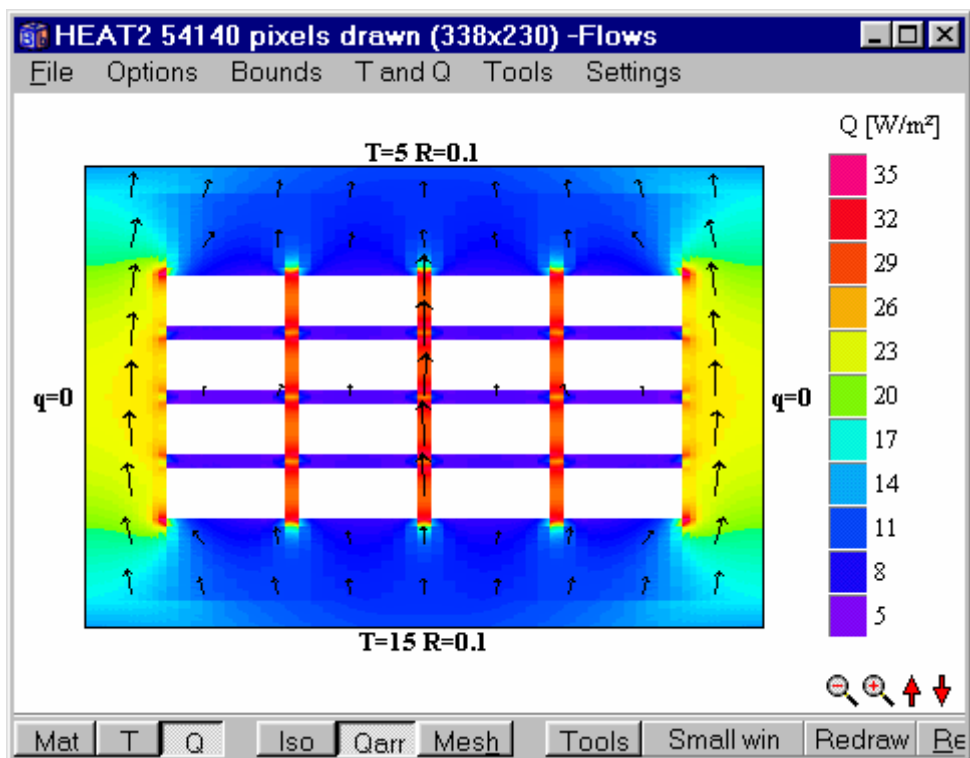 HEAT2 54140 pixels drawn (338x230) -Flows
File Options Bounds T and Q Tools Settings
Q [W/m²]
T=5 R=0.1
35
32
29
26
23
q=0
q=0
20
17
14
11
8
5
T=15 R=0.1
Mat T Q Iso Qarr Mesh Tools Small win Redraw Re